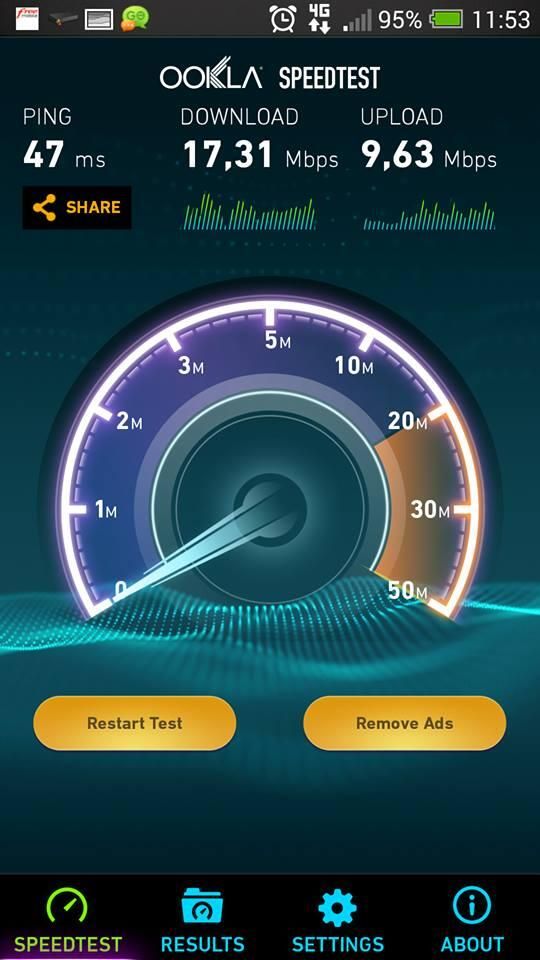 free
GO
4G
95%
11:53
OOKLA SPEEDTEST
PING DOWNLOAD UPLOAD
47 ms 17,31 Mbps 9,63 Mbps
SHARE
5M
3M 10M
2M 20M
1M 30M
0 50M
Restart Test Remove Ads
SPEEDTEST RESULTS SETTINGS ABOUT